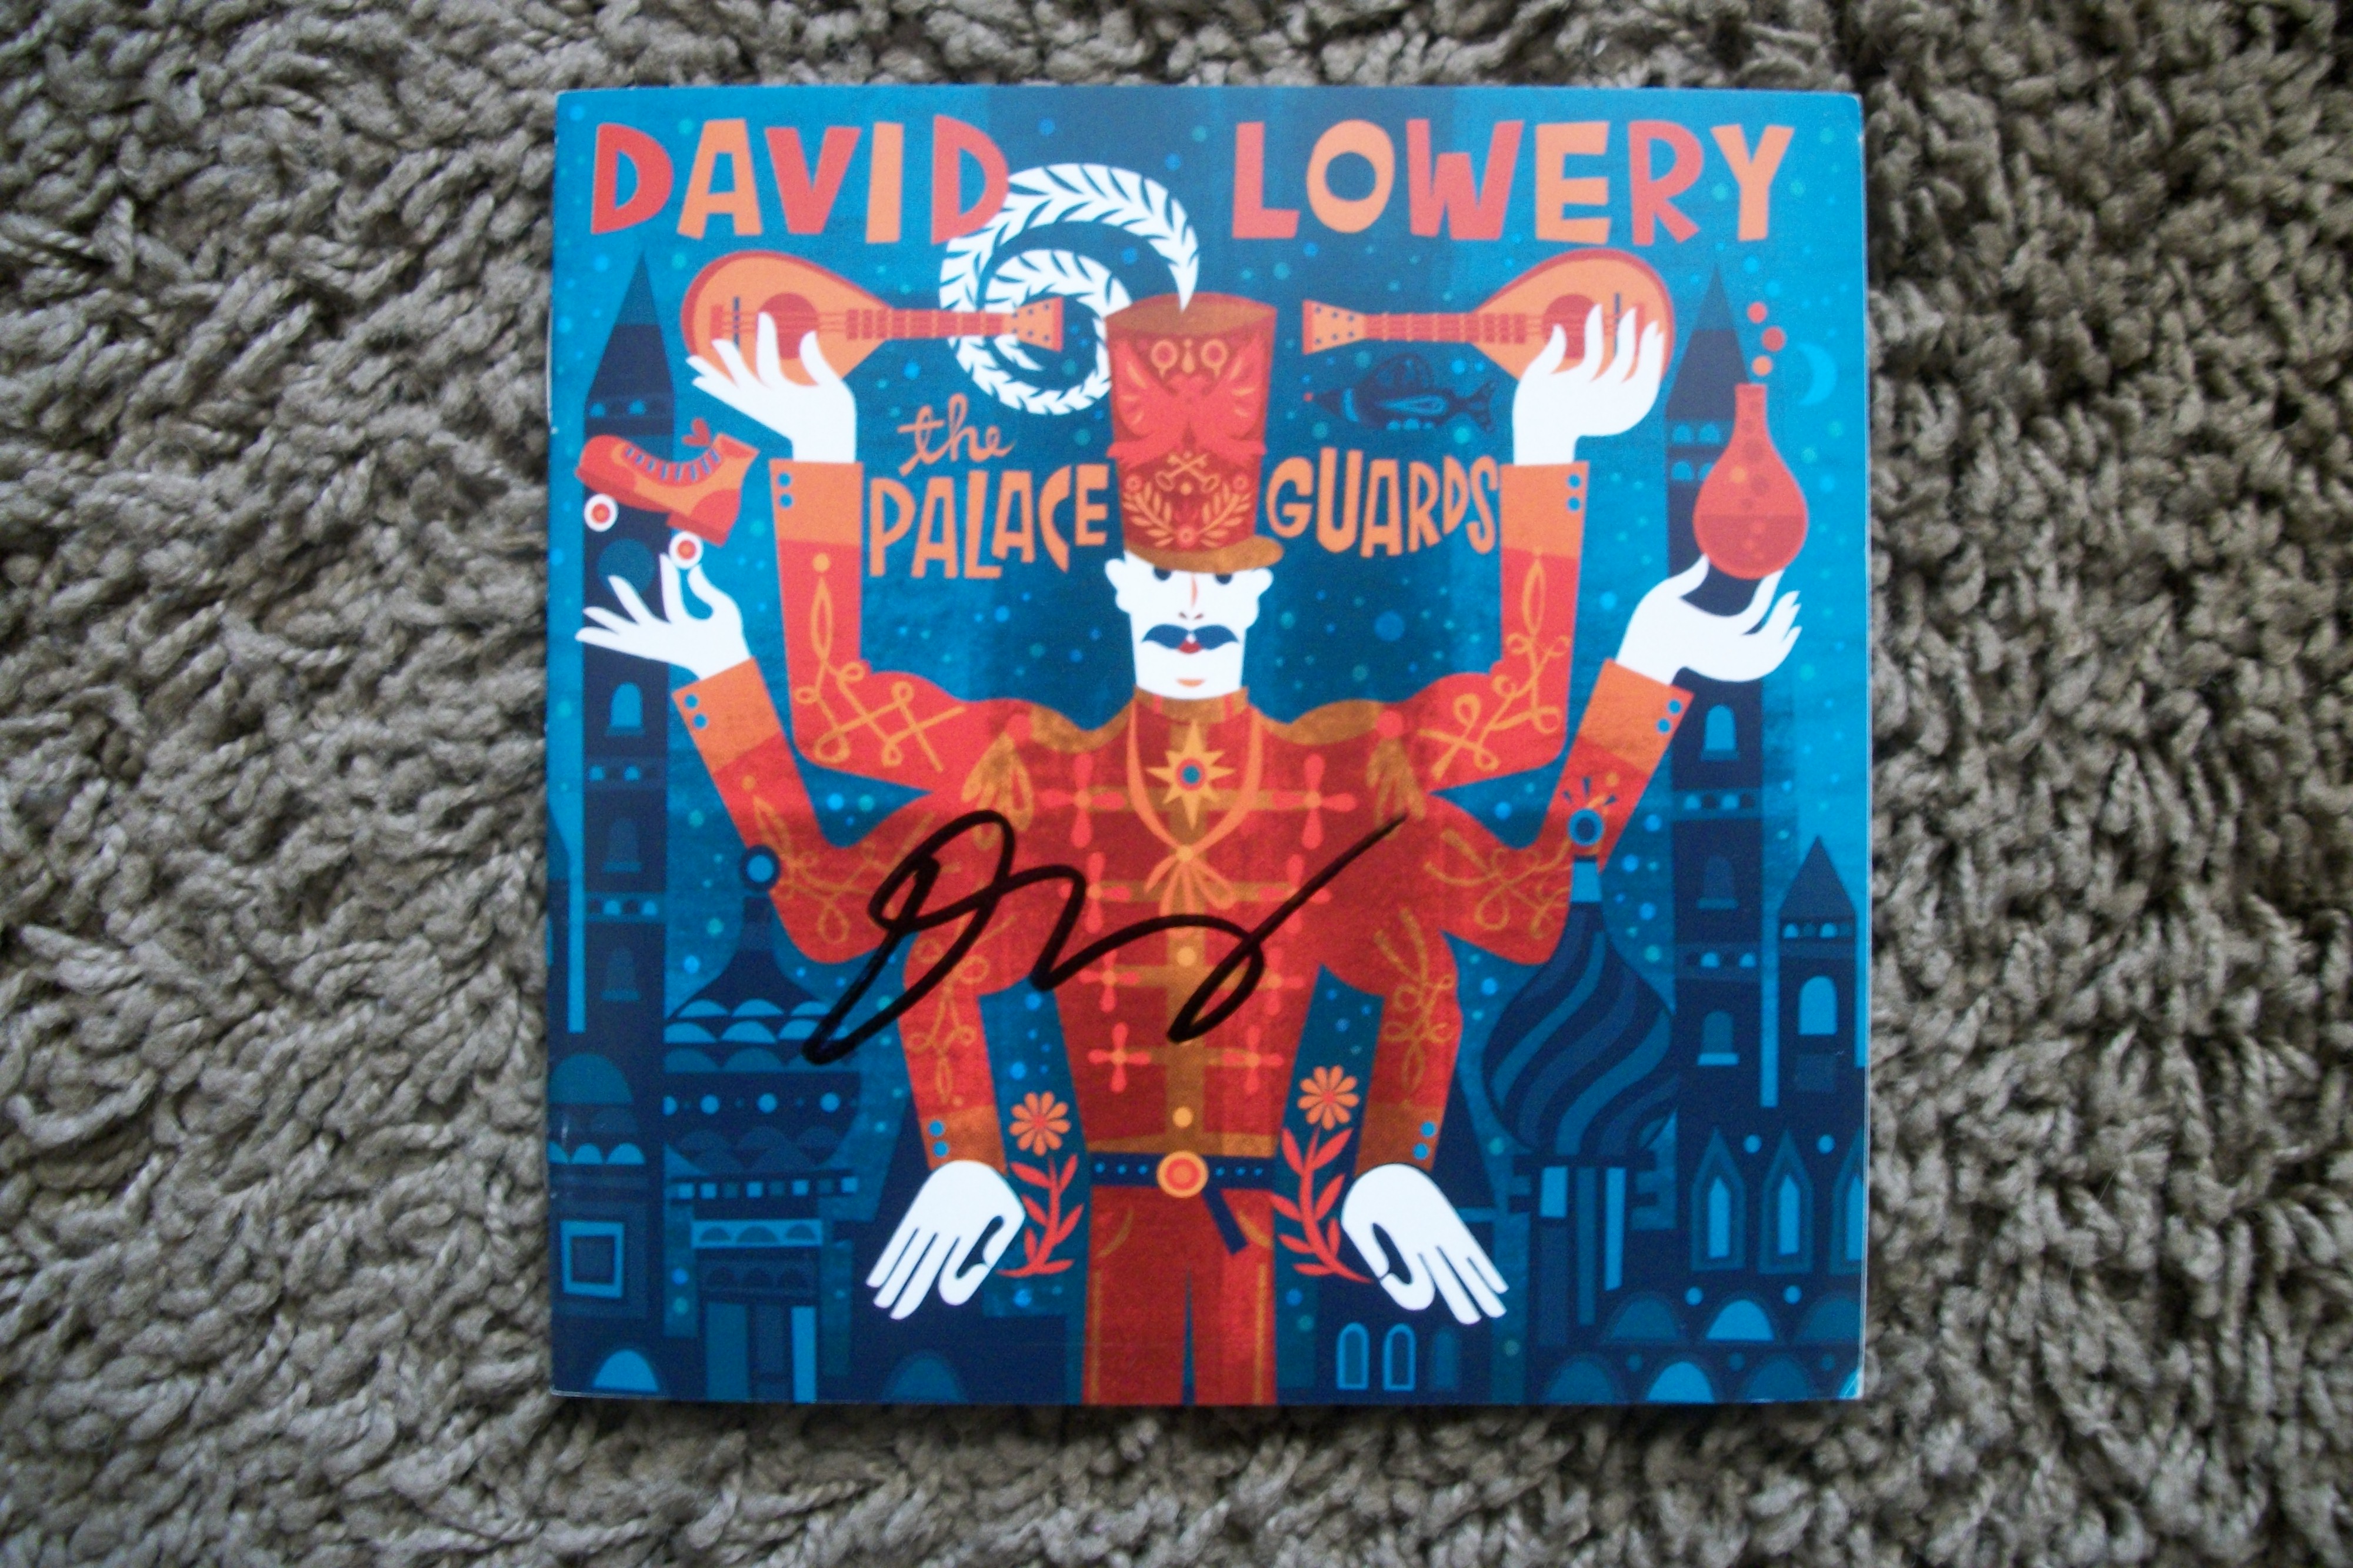 DAVID LOWERY
the
PALACE GUARDS